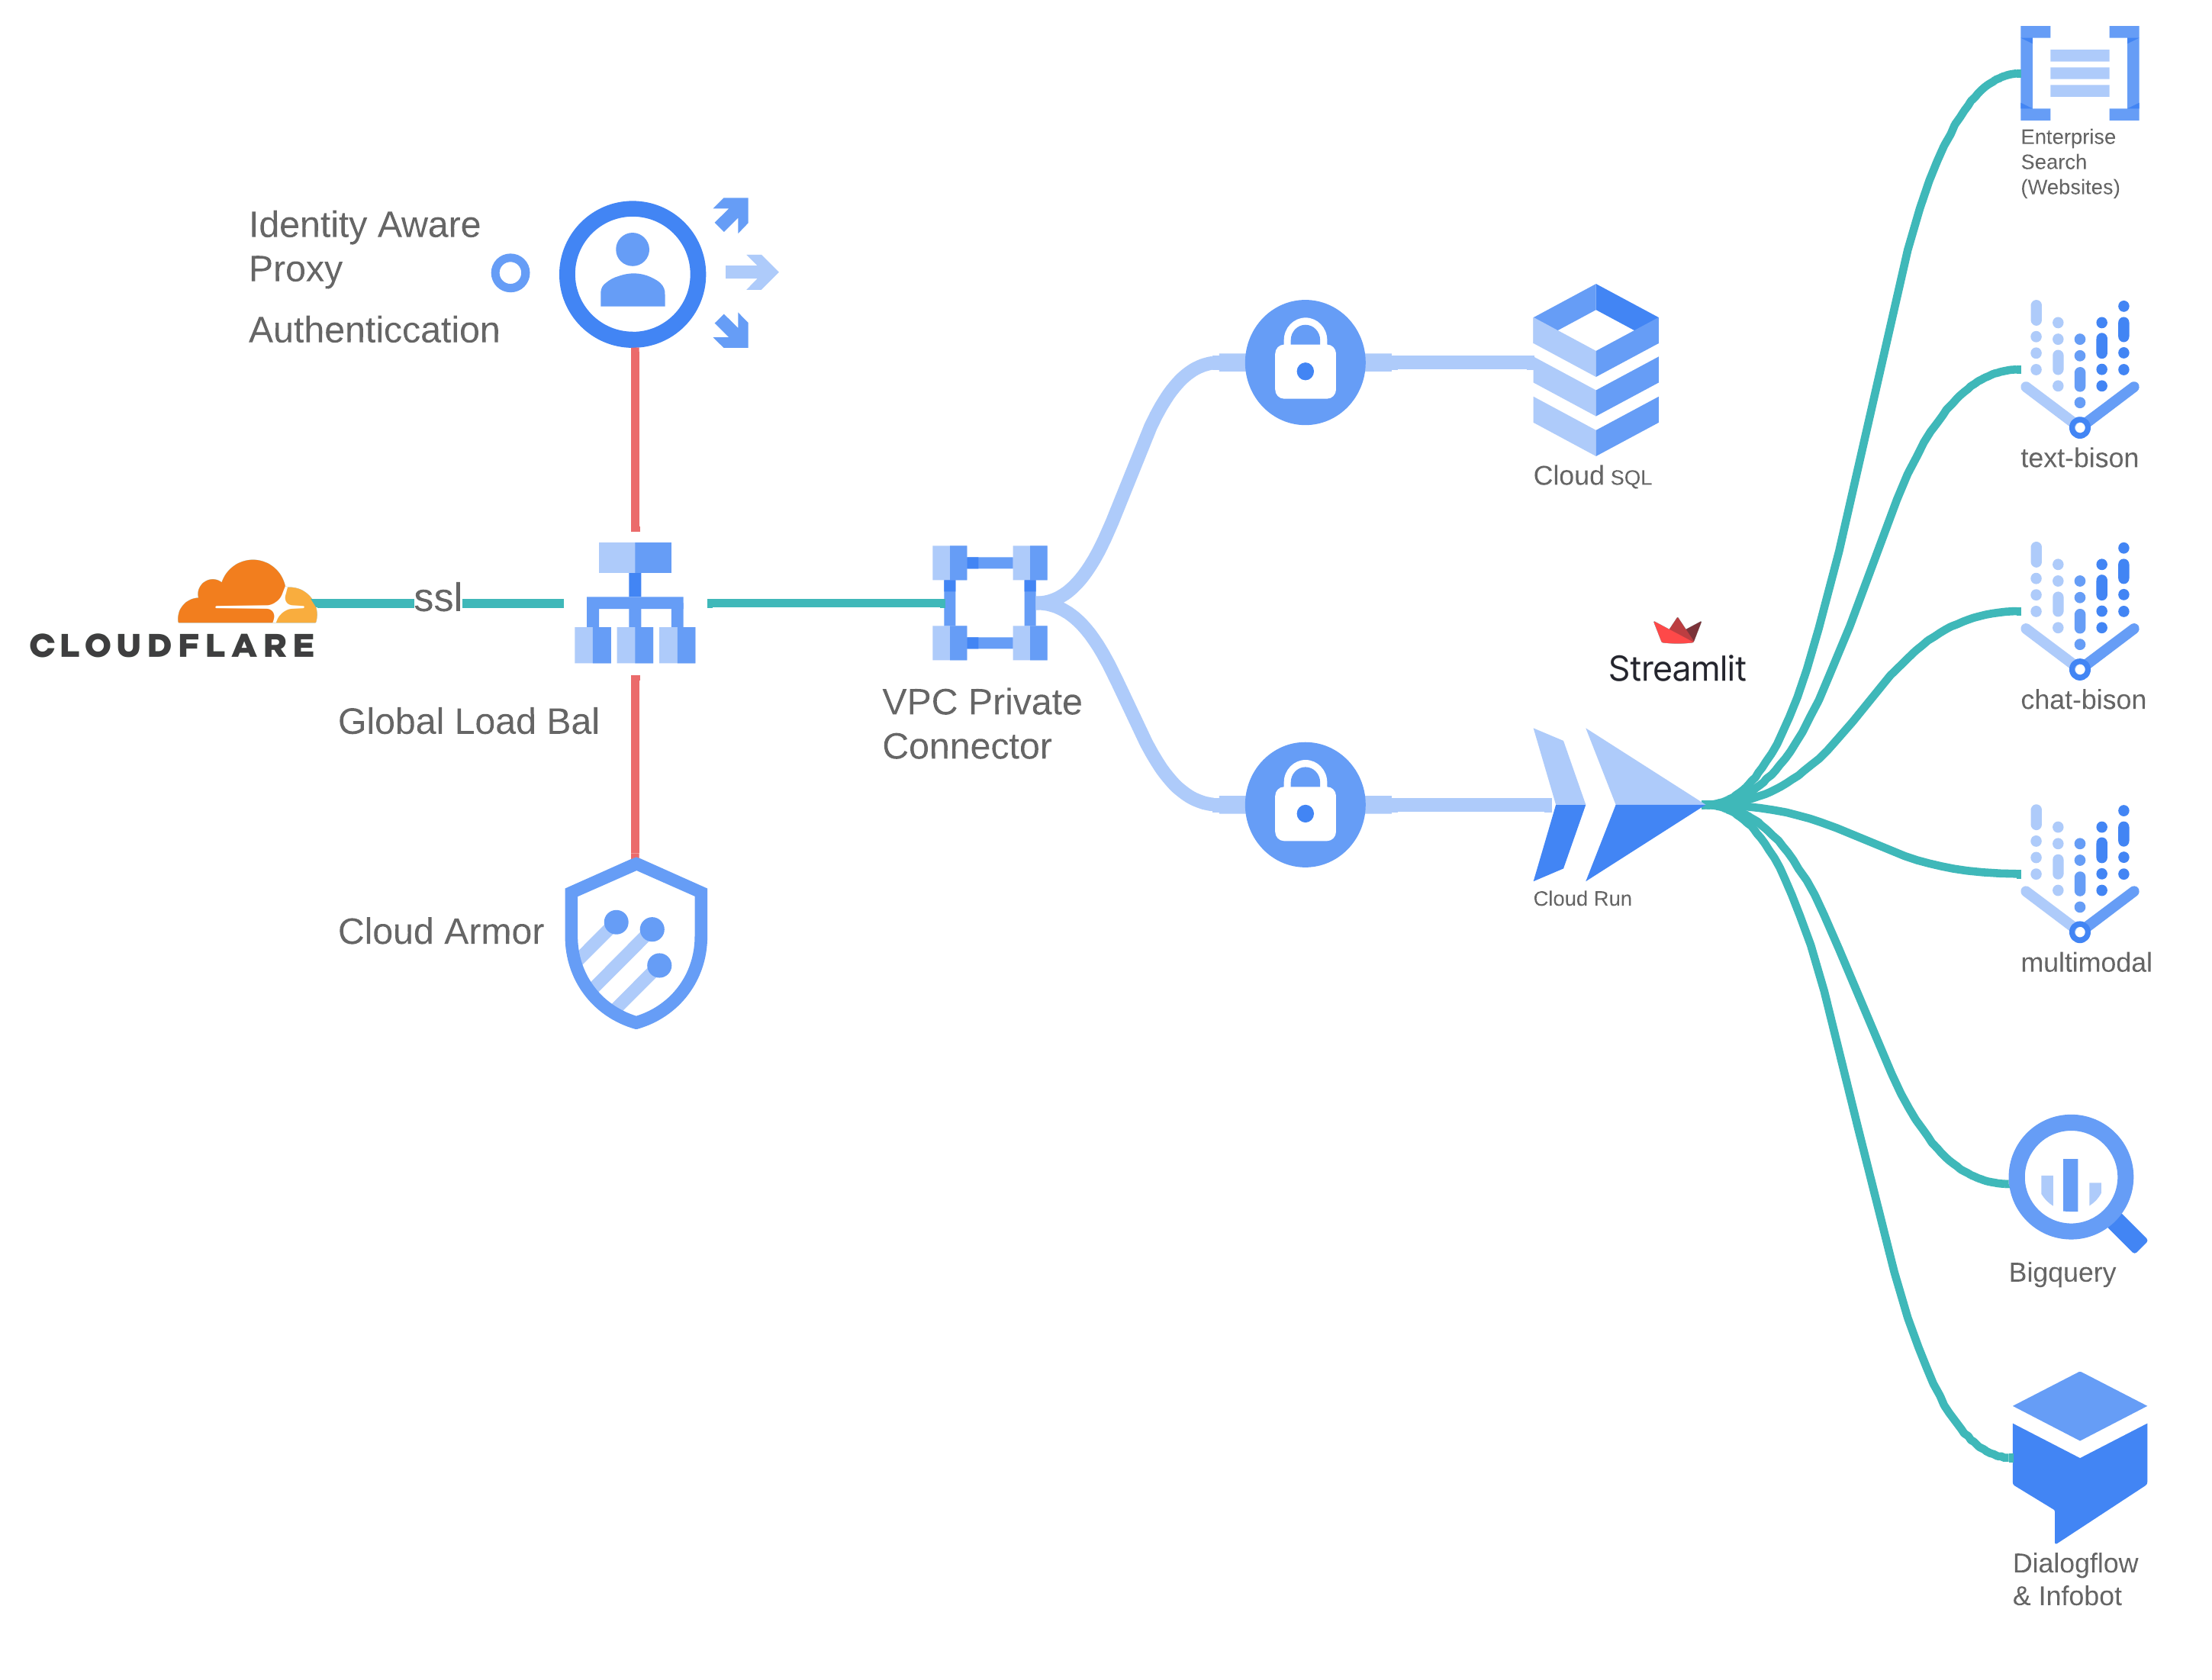 Enterprise
Search
(Websites)
Identity Aware
Proxy
Authenticcation
text-bison
Cloud SQL
ssl
CLOUDFLARE
Streamlit
chat-bison
VPC Private
Connector
Global Load Bal
Cloud Run
Cloud Armor
multimodal
Bigquery
Dialogflow
& Infobot